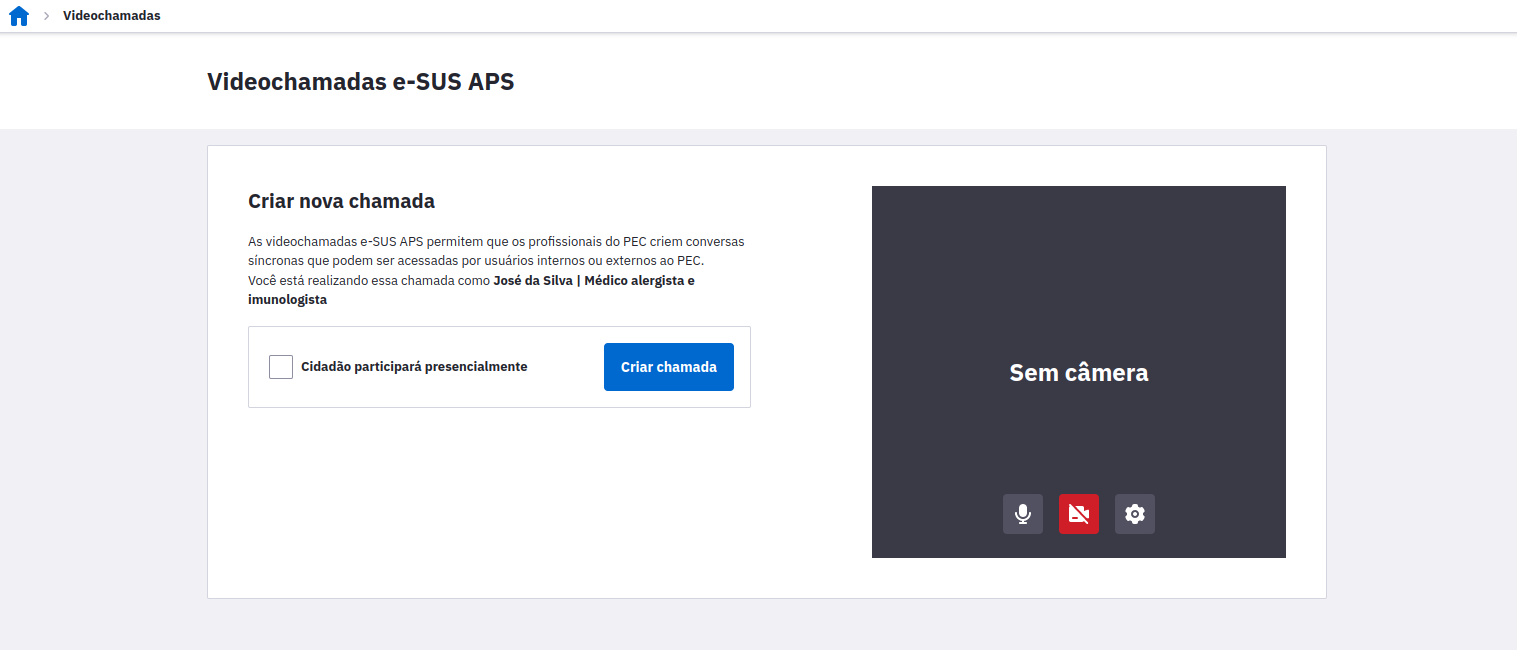 Videochamadas
Videochamadas e-SUS APS
Criar nova chamada
As videochamadas e-SUS APS permitem que os profissionais do PEC criem conversas
síncronas que podem ser acessadas por usuários internos ou externos ao PEC.
Você está realizando essa chamada como José da Silva | Médico alergista e
imunologista
Cidadão participará presencialmente
Criar chamada
Sem câmera